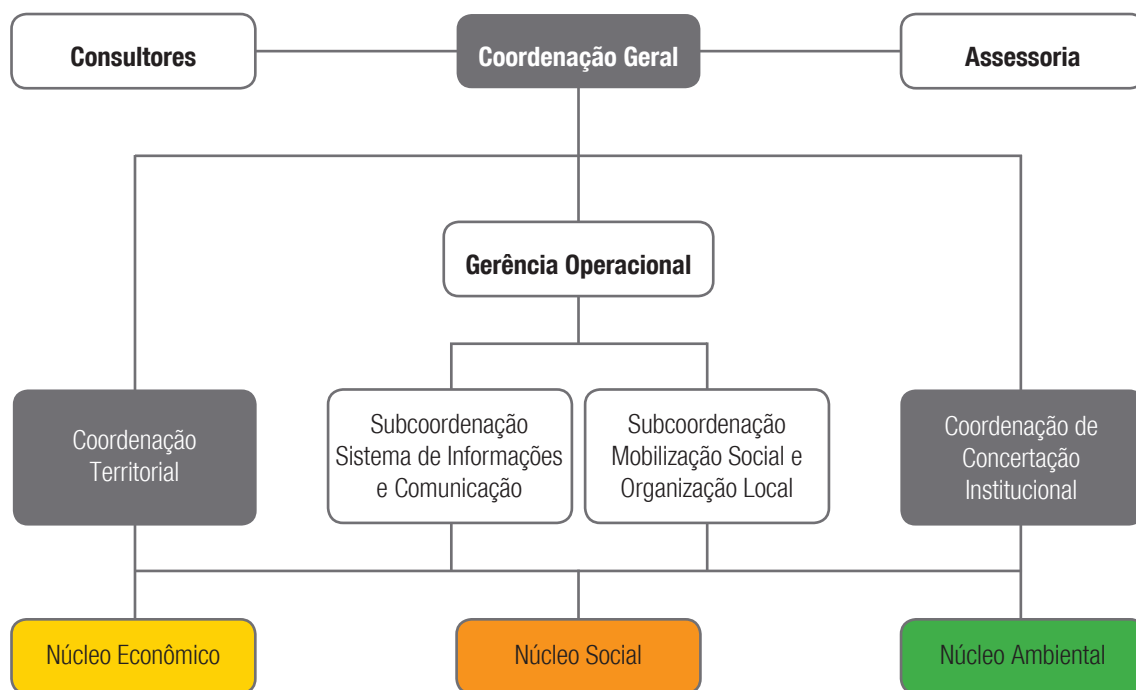 Consultores
Coordenação Geral
Assessoria
Gerência Operacional
Coordenação
Territorial
Subcoordenação
Sistema de Informações
e Comunicação
Subcoordenação
Mobilização Social e
Organização Local
Coordenação de
Concertação
Institucional
Núcleo Econômico
Núcleo Social
Núcleo Ambiental